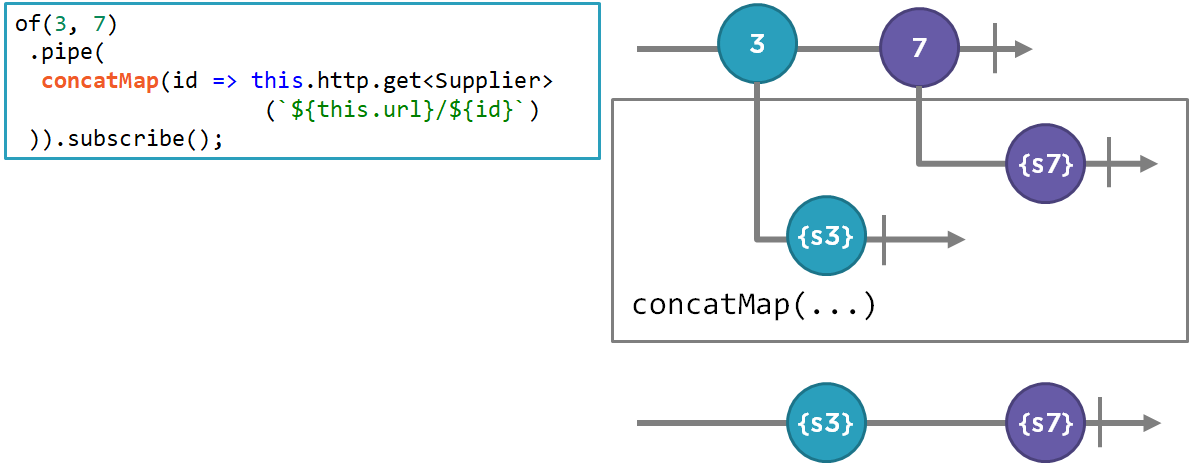 of(3, 7)
.pipe(
concatMap(id => this.http.get<Supplier>
(`${this.url}/${id}`)
)).subscribe();
3
7
{s7}
{s3}
concatMap(...)
{s3}
{s7}